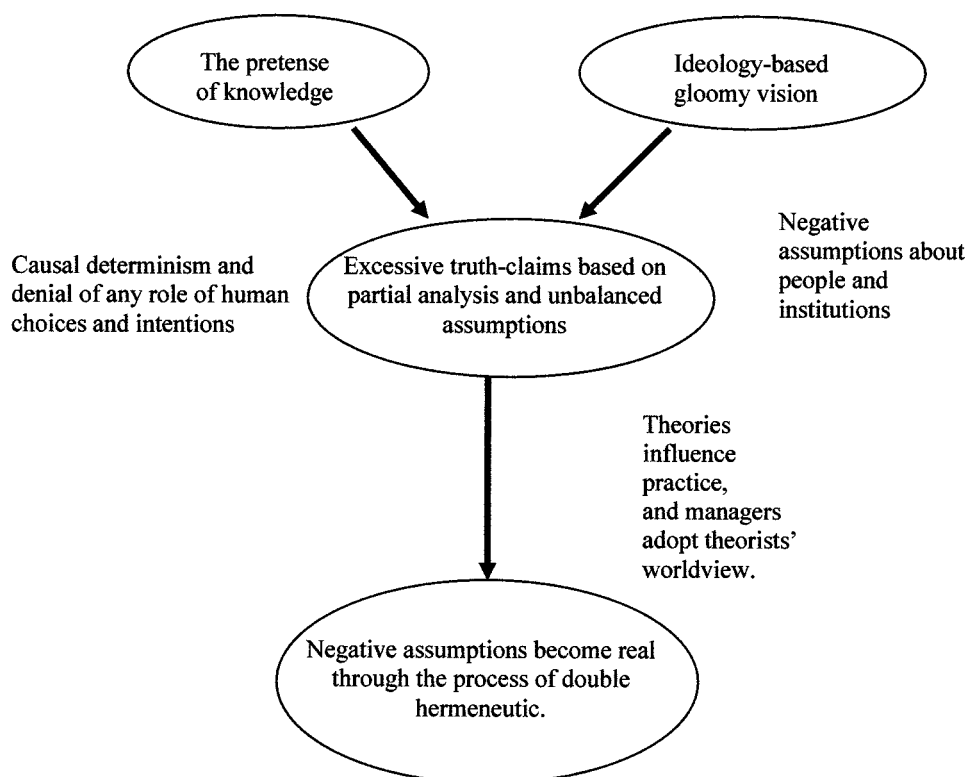 The pretense
of knowledge
Ideology-based
gloomy vision
Causal determinism and
denial of any role of human
choices and intentions
Excessive truth-claims based on
partial analysis and unbalanced
assumptions
Negative
assumptions about
people and
institutions
Theories
influence
practice,
and managers
adopt theorists’
worldview.
Negative assumptions become real
through the process of double
hermeneutic.